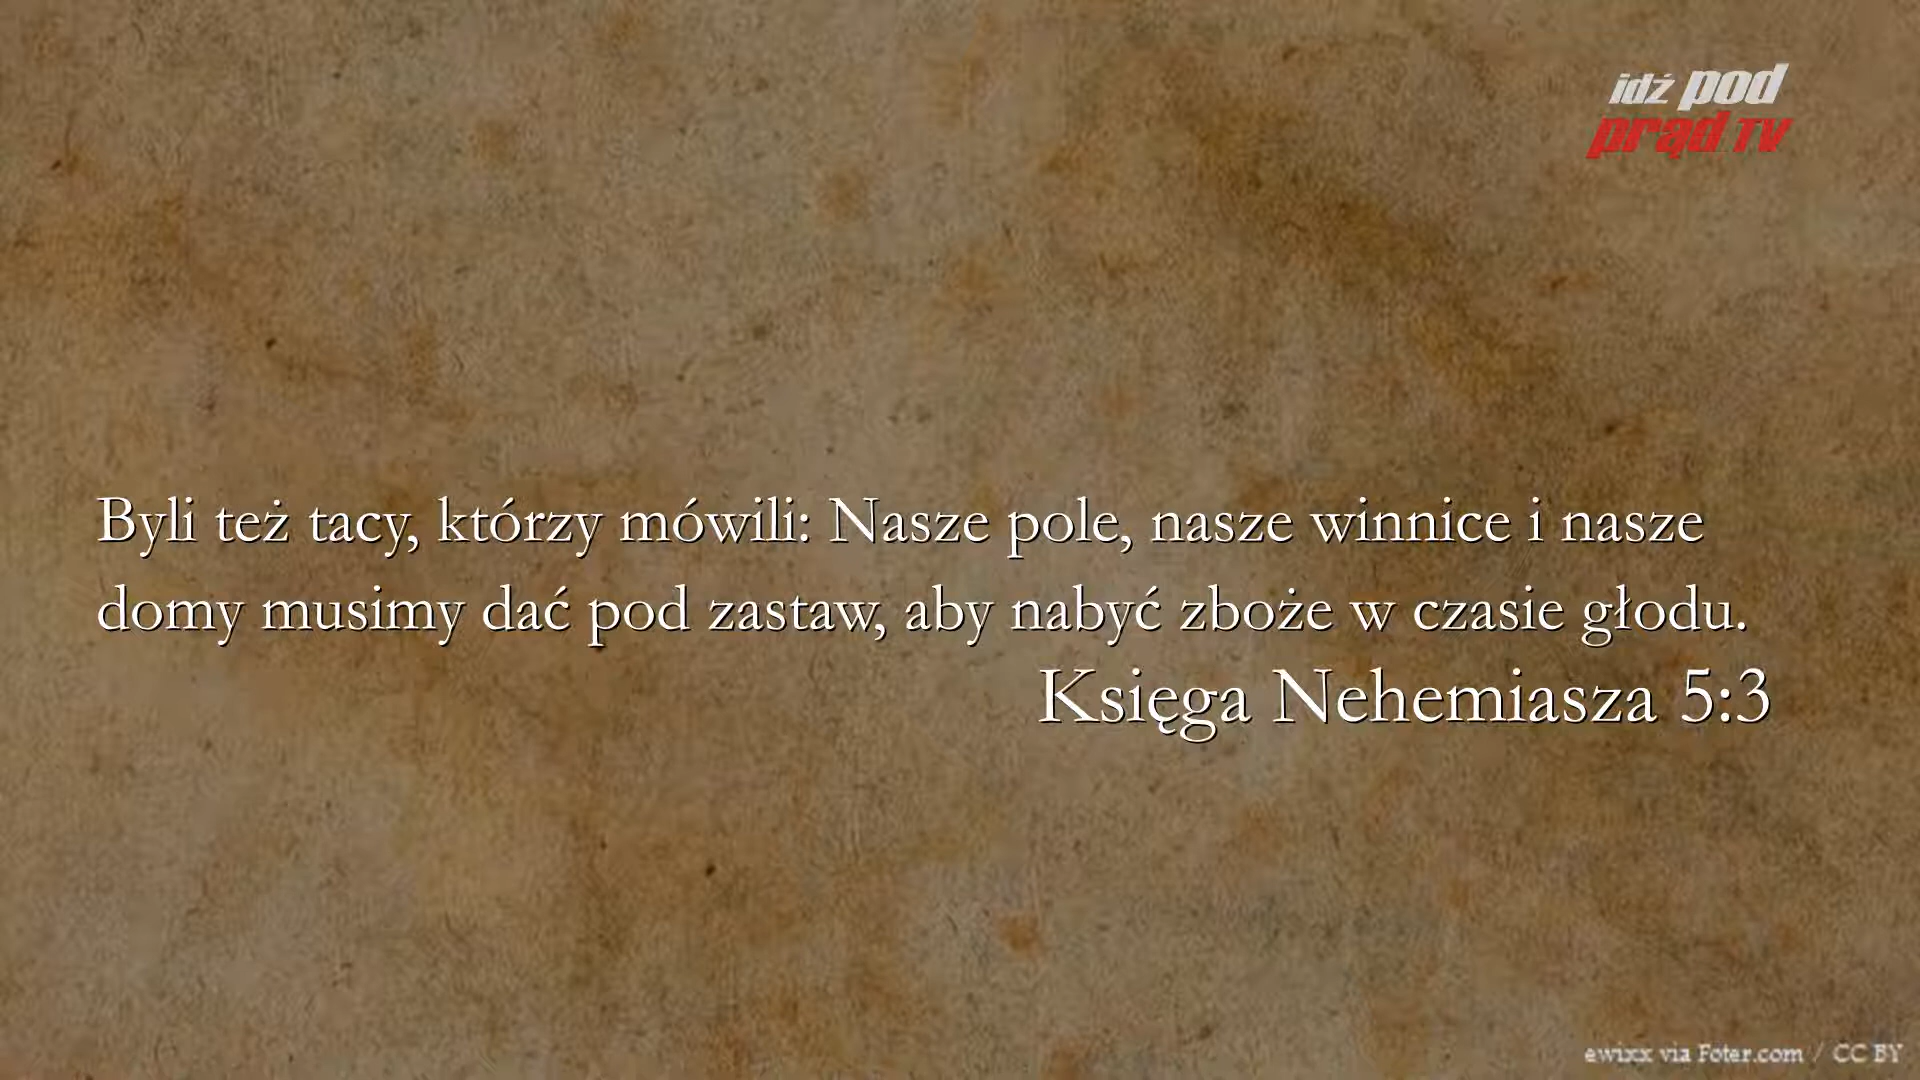 idź pod
prąd TV
Byli też tacy, którzy mówili: Nasze pole, nasze winnice i nasze
domy musimy dać pod zastaw, aby nabyć zboże w czasie głodu.
Księga Nehemiasza 5:3
ewixx via Foter.com / CC BY